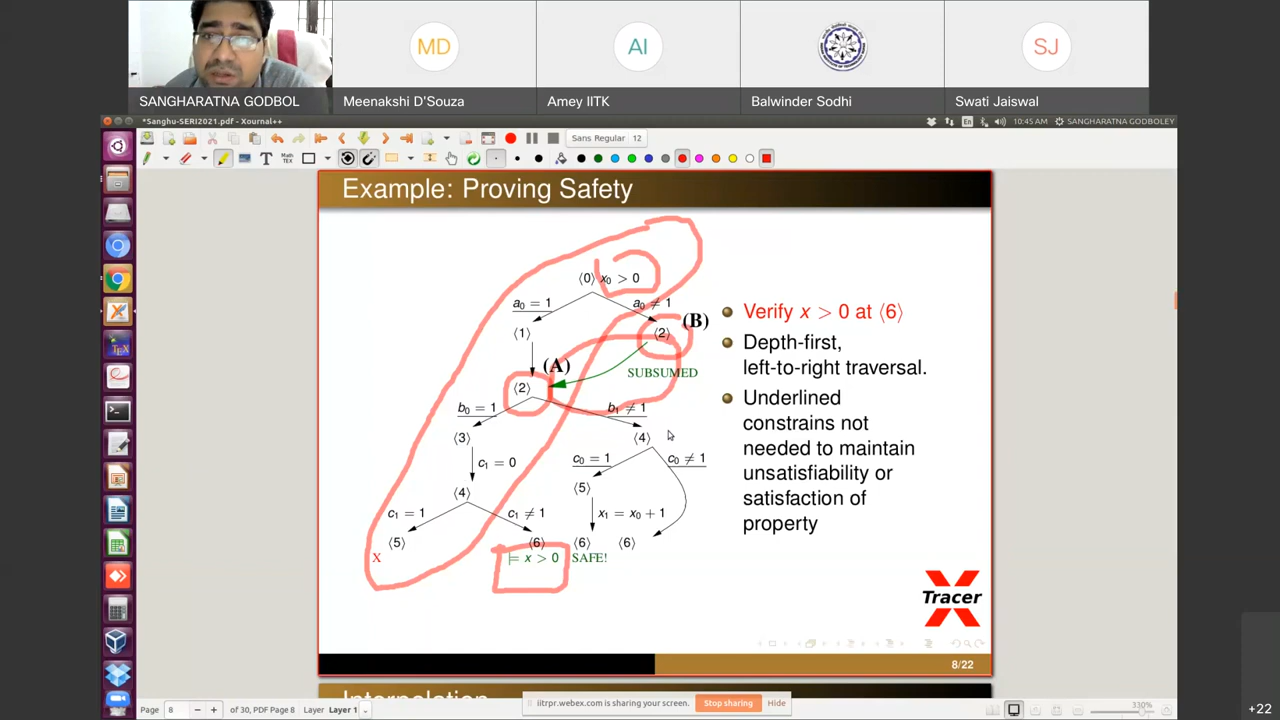 MD
AI
SJ
SANGHARATNA GODBOL
Meenakshi D'Souza
Amey IITK
Balwinder Sodhi
Swati Jaiswal
*Sanghu-SERI2021.pdf - Xournal++
En
10:45 AM
SANGHARATNA GODBOLEY
Sans Regular
12
Example: Proving Safety
⟨0⟩ x₀ > 0
a₀ = 1
a₀ ≠ 1
⟨1⟩
⟨2⟩
(B)
(A)
SUBSUMED
⟨2⟩
b₀ = 1
b₁ ≠ 1
⟨3⟩
⟨4⟩
c₁ = 0
c₀ = 1
c₀ ≠ 1
⟨4⟩
⟨5⟩
c₁ = 1
c₁ ≠ 1
x₁ = x₀ + 1
⟨5⟩
⟨6⟩
⟨6⟩
⟨6⟩
X
⊨ x > 0
SAFE!
Verify x > 0 at ⟨6⟩
Depth-first,
left-to-right traversal.
Underlined
constrains not
needed to maintain
unsatisfiability or
satisfaction of
property
Tracer
X
8/22
Interpolation
iitrpr.webex.com is sharing your screen.
Stop sharing
Hide
Page
8
of 30, PDF Page 8
Layer
Layer 1
330%
+22